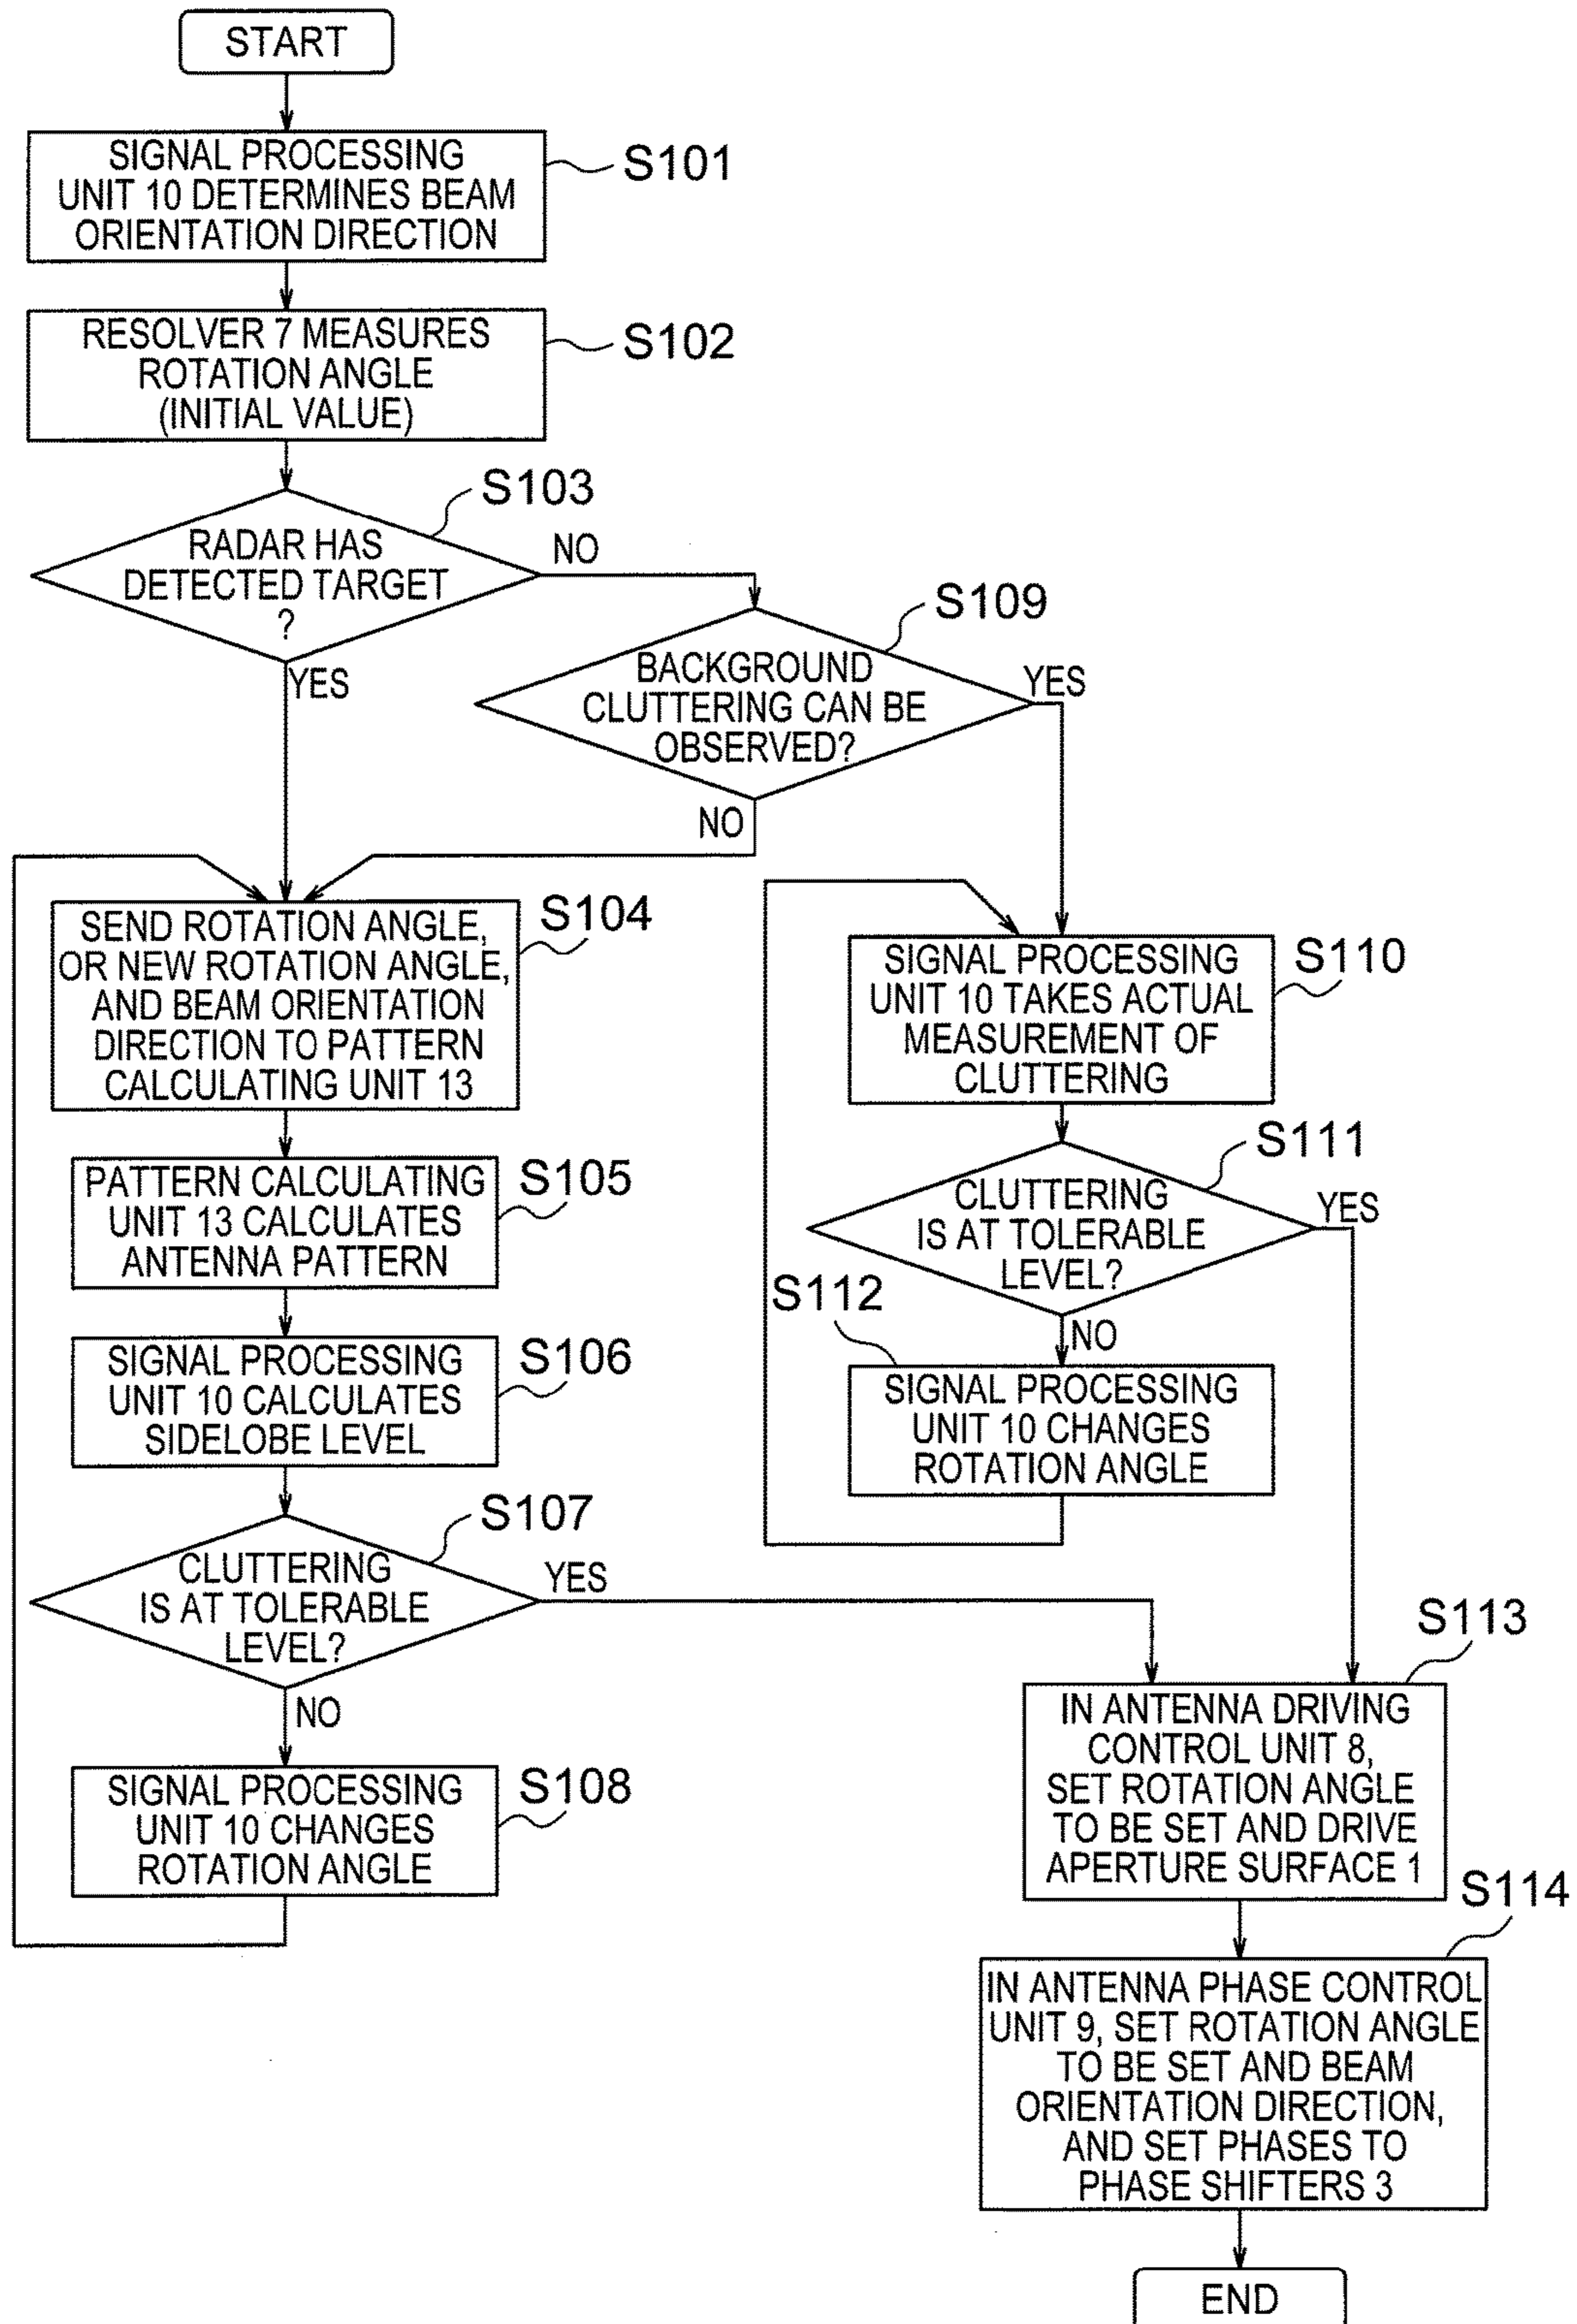 START
SIGNAL PROCESSING
UNIT 10 DETERMINES BEAM
ORIENTATION DIRECTION
S101
RESOLVER 7 MEASURES
ROTATION ANGLE
(INITIAL VALUE)
S102
S103
RADAR HAS
DETECTED TARGET
?
NO
YES
S109
BACKGROUND
CLUTTERING CAN BE
OBSERVED?
YES
NO
S104
SEND ROTATION ANGLE,
OR NEW ROTATION ANGLE,
AND BEAM ORIENTATION
DIRECTION TO PATTERN
CALCULATING UNIT 13
S110
SIGNAL PROCESSING
UNIT 10 TAKES ACTUAL
MEASUREMENT OF
CLUTTERING
S105
PATTERN CALCULATING
UNIT 13 CALCULATES
ANTENNA PATTERN
S111
CLUTTERING
IS AT TOLERABLE
LEVEL?
YES
NO
S106
SIGNAL PROCESSING
UNIT 10 CALCULATES
SIDELOBE LEVEL
S112
SIGNAL PROCESSING
UNIT 10 CHANGES
ROTATION ANGLE
S107
CLUTTERING
IS AT TOLERABLE
LEVEL?
YES
NO
S108
SIGNAL PROCESSING
UNIT 10 CHANGES
ROTATION ANGLE
S113
IN ANTENNA DRIVING
CONTROL UNIT 8,
SET ROTATION ANGLE
TO BE SET AND DRIVE
APERTURE SURFACE 1
S114
IN ANTENNA PHASE CONTROL
UNIT 9, SET ROTATION ANGLE
TO BE SET AND BEAM
ORIENTATION DIRECTION,
AND SET PHASES TO
PHASE SHIFTERS 3
END